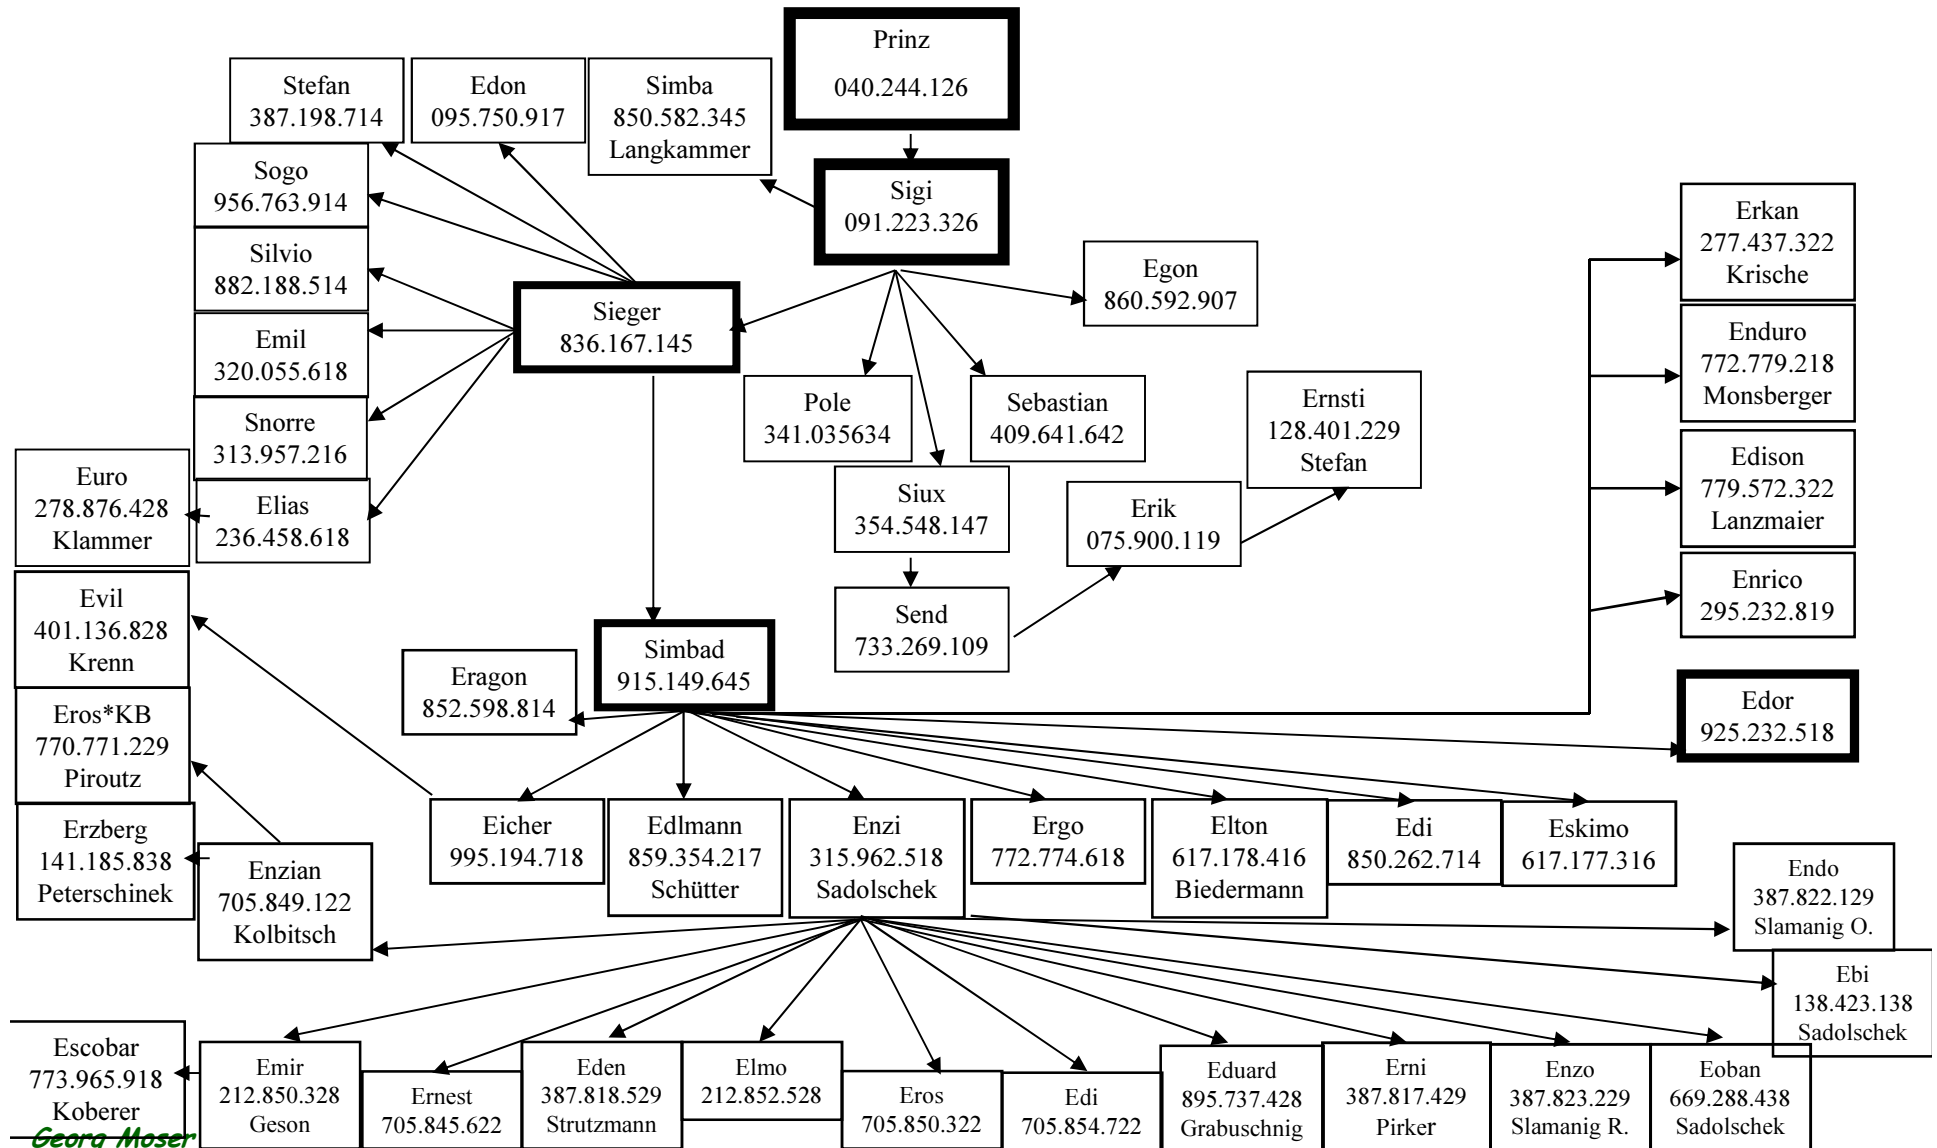 Prinz
040.244.126
Stefan
387.198.714
Edon
095.750.917
Simba
850.582.345
Langkammer
Sogo
956.763.914
Sigi
091.223.326
Erkan
277.437.322
Krische
Silvio
882.188.514
Egon
860.592.907
Sieger
836.167.145
Emil
320.055.618
Enduro
772.779.218
Monsberger
Snorre
313.957.216
Pole
341.035634
Sebastian
409.641.642
Ernsti
128.401.229
Stefan
Edison
779.572.322
Lanzmaier
Euro
278.876.428
Klammer
Elias
236.458.618
Siux
354.548.147
Erik
075.900.119
Enrico
295.232.819
Evil
401.136.828
Krenn
Send
733.269.109
Simbad
915.149.645
Eragon
852.598.814
Edor
925.232.518
Eros*KB
770.771.229
Piroutz
Erzberg
141.185.838
Peterschinek
Enzian
705.849.122
Kolbitsch
Eicher
995.194.718
Edlmann
859.354.217
Schütter
Enzi
315.962.518
Sadolschek
Ergo
772.774.618
Elton
617.178.416
Biedermann
Edi
850.262.714
Eskimo
617.177.316
Endo
387.822.129
Slamanig O.
Ebi
138.423.138
Sadolschek
Escobar
773.965.918
Koberer
Emir
212.850.328
Geson
Ernest
705.845.622
Eden
387.818.529
Strutzmann
Elmo
212.852.528
Eros
705.850.322
Edi
705.854.722
Eduard
895.737.428
Grabuschnig
Erni
387.817.429
Pirker
Enzo
387.823.229
Slamanig R.
Eoban
669.288.438
Sadolschek
Georg Moser